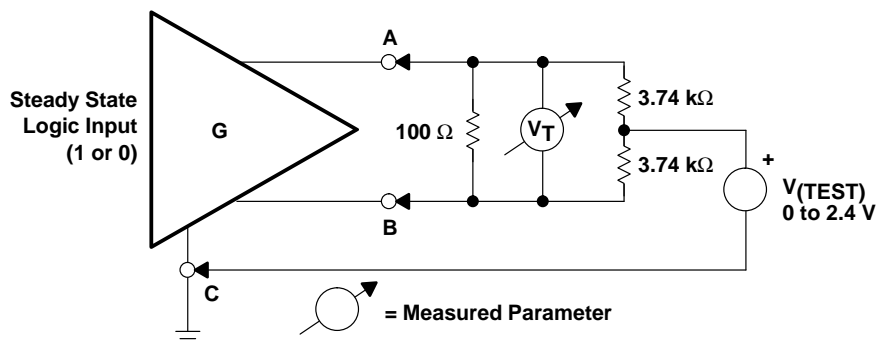 A
Steady State
Logic Input
(1 or 0)
G
100 Ω
VT
3.74 kΩ
3.74 kΩ
+
V(TEST)
0 to 2.4 V
B
C
= Measured Parameter